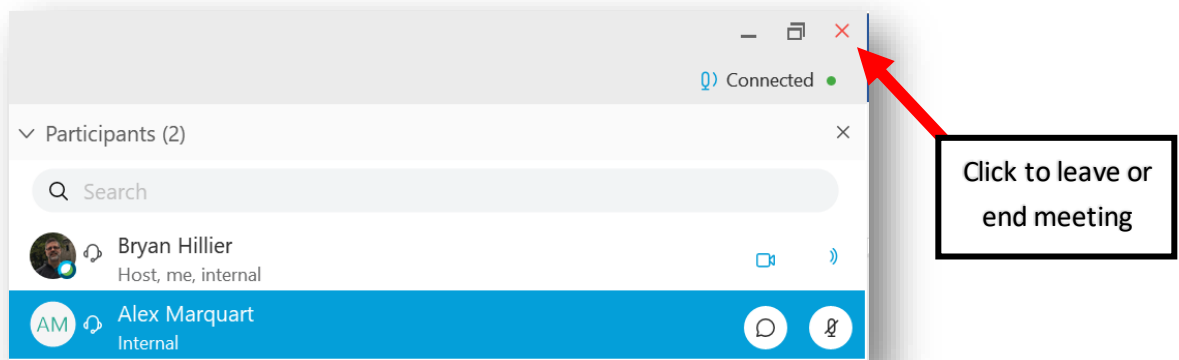 Connected
Participants (2)
Search
Bryan Hillier
Host, me, internal
AM
Alex Marquart
Internal
Click to leave or
end meeting